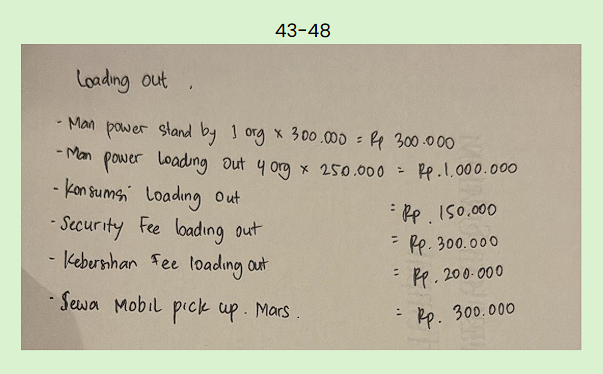 43-48
Loading out .
- Man power stand by 1 org x 300.000 = Rp 300.000
- Man power Loading Out 4 org x 250.000 = Rp.1.000.000
- Konsumsi Loading Out = Rp. 150.000
- Security Fee loading out = Rp. 300.000
- Kebersihan Fee loading out = Rp. 200.000
- Sewa Mobil pick up. Mars. = Rp. 300.000